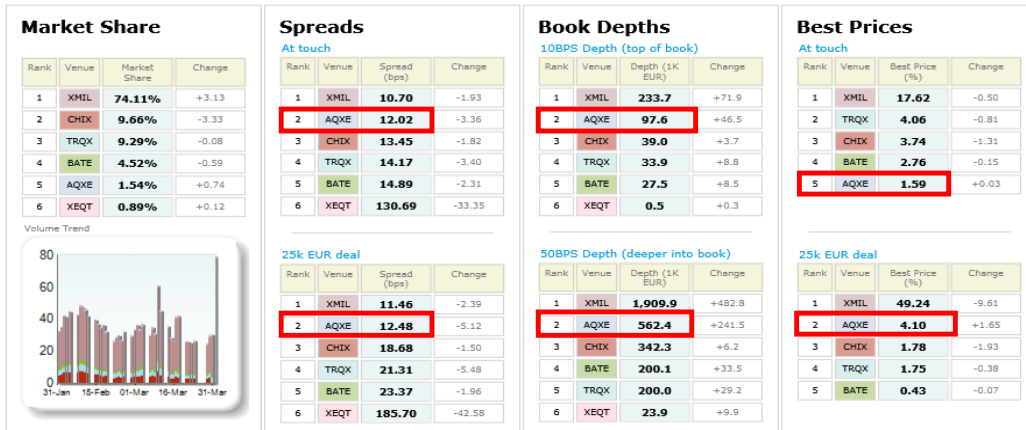 Market Share
Rank Venue Market Share Change
1 XMIL 74.11% +3.13
2 CHIX 9.66% -3.33
3 TRQX 9.29% -0.08
4 BATE 4.52% -0.59
5 AQXE 1.54% +0.74
6 XEQT 0.89% +0.12
Volume Trend
80
60
40
20
0
31-Jan 15-Feb 01-Mar 16-Mar 31-Mar
Spreads
At touch
Rank Venue Spread (bps) Change
1 XMIL 10.70 -1.93
2 AQXE 12.02 -3.36
3 CHIX 13.45 -1.82
4 TRQX 14.17 -3.40
5 BATE 14.89 -2.31
6 XEQT 130.69 -33.35
25k EUR deal
Rank Venue Spread (bps) Change
1 XMIL 11.46 -2.39
2 AQXE 12.48 -5.12
3 CHIX 18.68 -1.50
4 TRQX 21.31 -5.48
5 BATE 23.37 -1.96
6 XEQT 185.70 -42.58
Book Depths
10BPS Depth (top of book)
Rank Venue Depth (1K EUR) Change
1 XMIL 233.7 +71.9
2 AQXE 97.6 +46.5
3 CHIX 39.0 +3.7
4 TRQX 33.9 +8.8
5 BATE 27.5 +8.5
6 XEQT 0.5 +0.3
50BPS Depth (deeper into book)
Rank Venue Depth (1K EUR) Change
1 XMIL 1,909.9 +482.8
2 AQXE 562.4 +241.5
3 CHIX 342.3 +6.2
4 BATE 200.1 +33.5
5 TRQX 200.0 +29.2
6 XEQT 23.9 +9.9
Best Prices
At touch
Rank Venue Best Price (%) Change
1 XMIL 17.62 -0.50
2 TRQX 4.06 -0.81
3 CHIX 3.74 -1.31
4 BATE 2.76 -0.15
5 AQXE 1.59 +0.03
25k EUR deal
Rank Venue Best Price (%) Change
1 XMIL 49.24 -9.61
2 AQXE 4.10 +1.65
3 CHIX 1.78 -1.93
4 TRQX 1.75 -0.38
5 BATE 0.43 -0.07